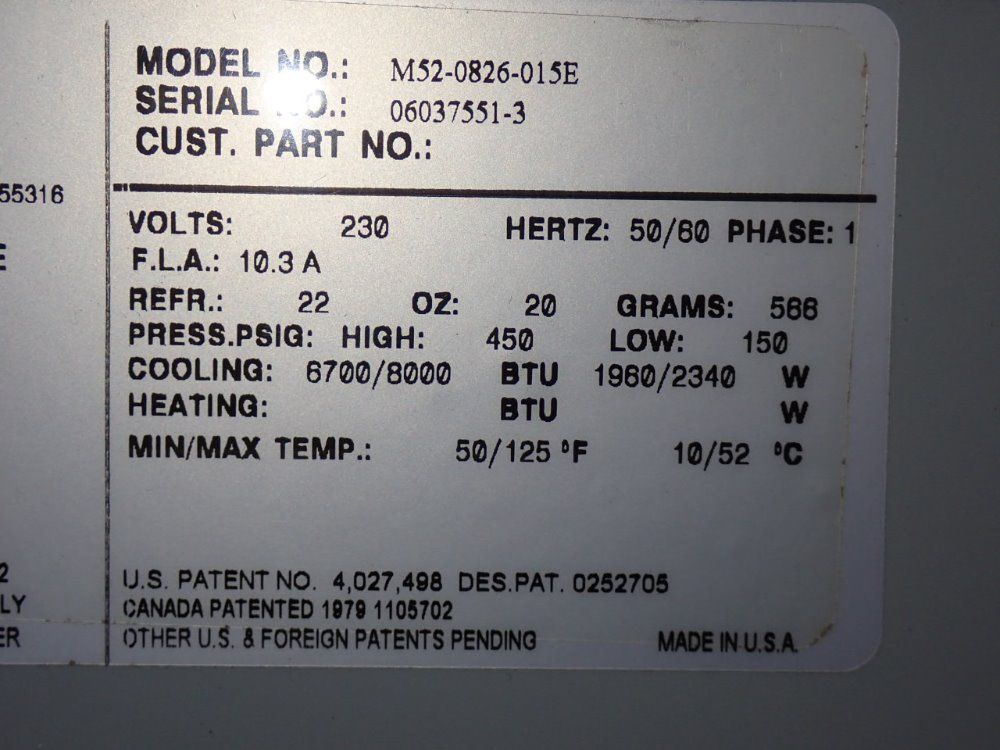 MODEL NO.: M52-0826-015E
SERIAL NO.: 06037551-3
CUST. PART NO.:
55316
VOLTS: 230 HERTZ: 50/60 PHASE: 1
E
F.L.A.: 10.3 A
REFR.: 22 OZ: 20 GRAMS: 566
PRESS.PSIG: HIGH: 450 LOW: 150
COOLING: 6700/8000 BTU 1960/2340 W
HEATING: BTU W
MIN/MAX TEMP.: 50/125 °F 10/52 °C
2
U.S. PATENT NO. 4,027,498 DES.PAT. 0252705
LY
CANADA PATENTED 1979 1105702
ER
OTHER U.S. & FOREIGN PATENTS PENDING MADE IN U.S.A.